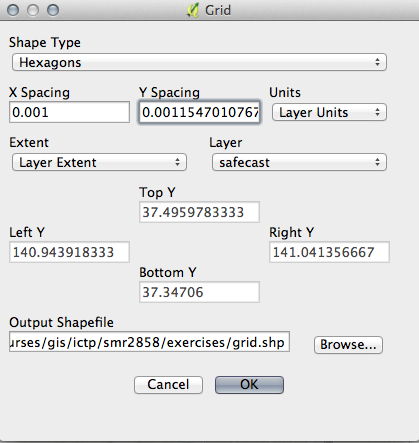 Grid
Shape Type
Hexagons
X Spacing Y Spacing Units
0.001 0.0011547010767 Layer Units
Extent Layer
Layer Extent safecast
Top Y
37.4959783333
Left Y Right Y
140.943918333 141.041356667
Bottom Y
37.34706
Output Shapefile
urses/gis/ictp/smr2858/exercises/grid.shp Browse...
Cancel OK